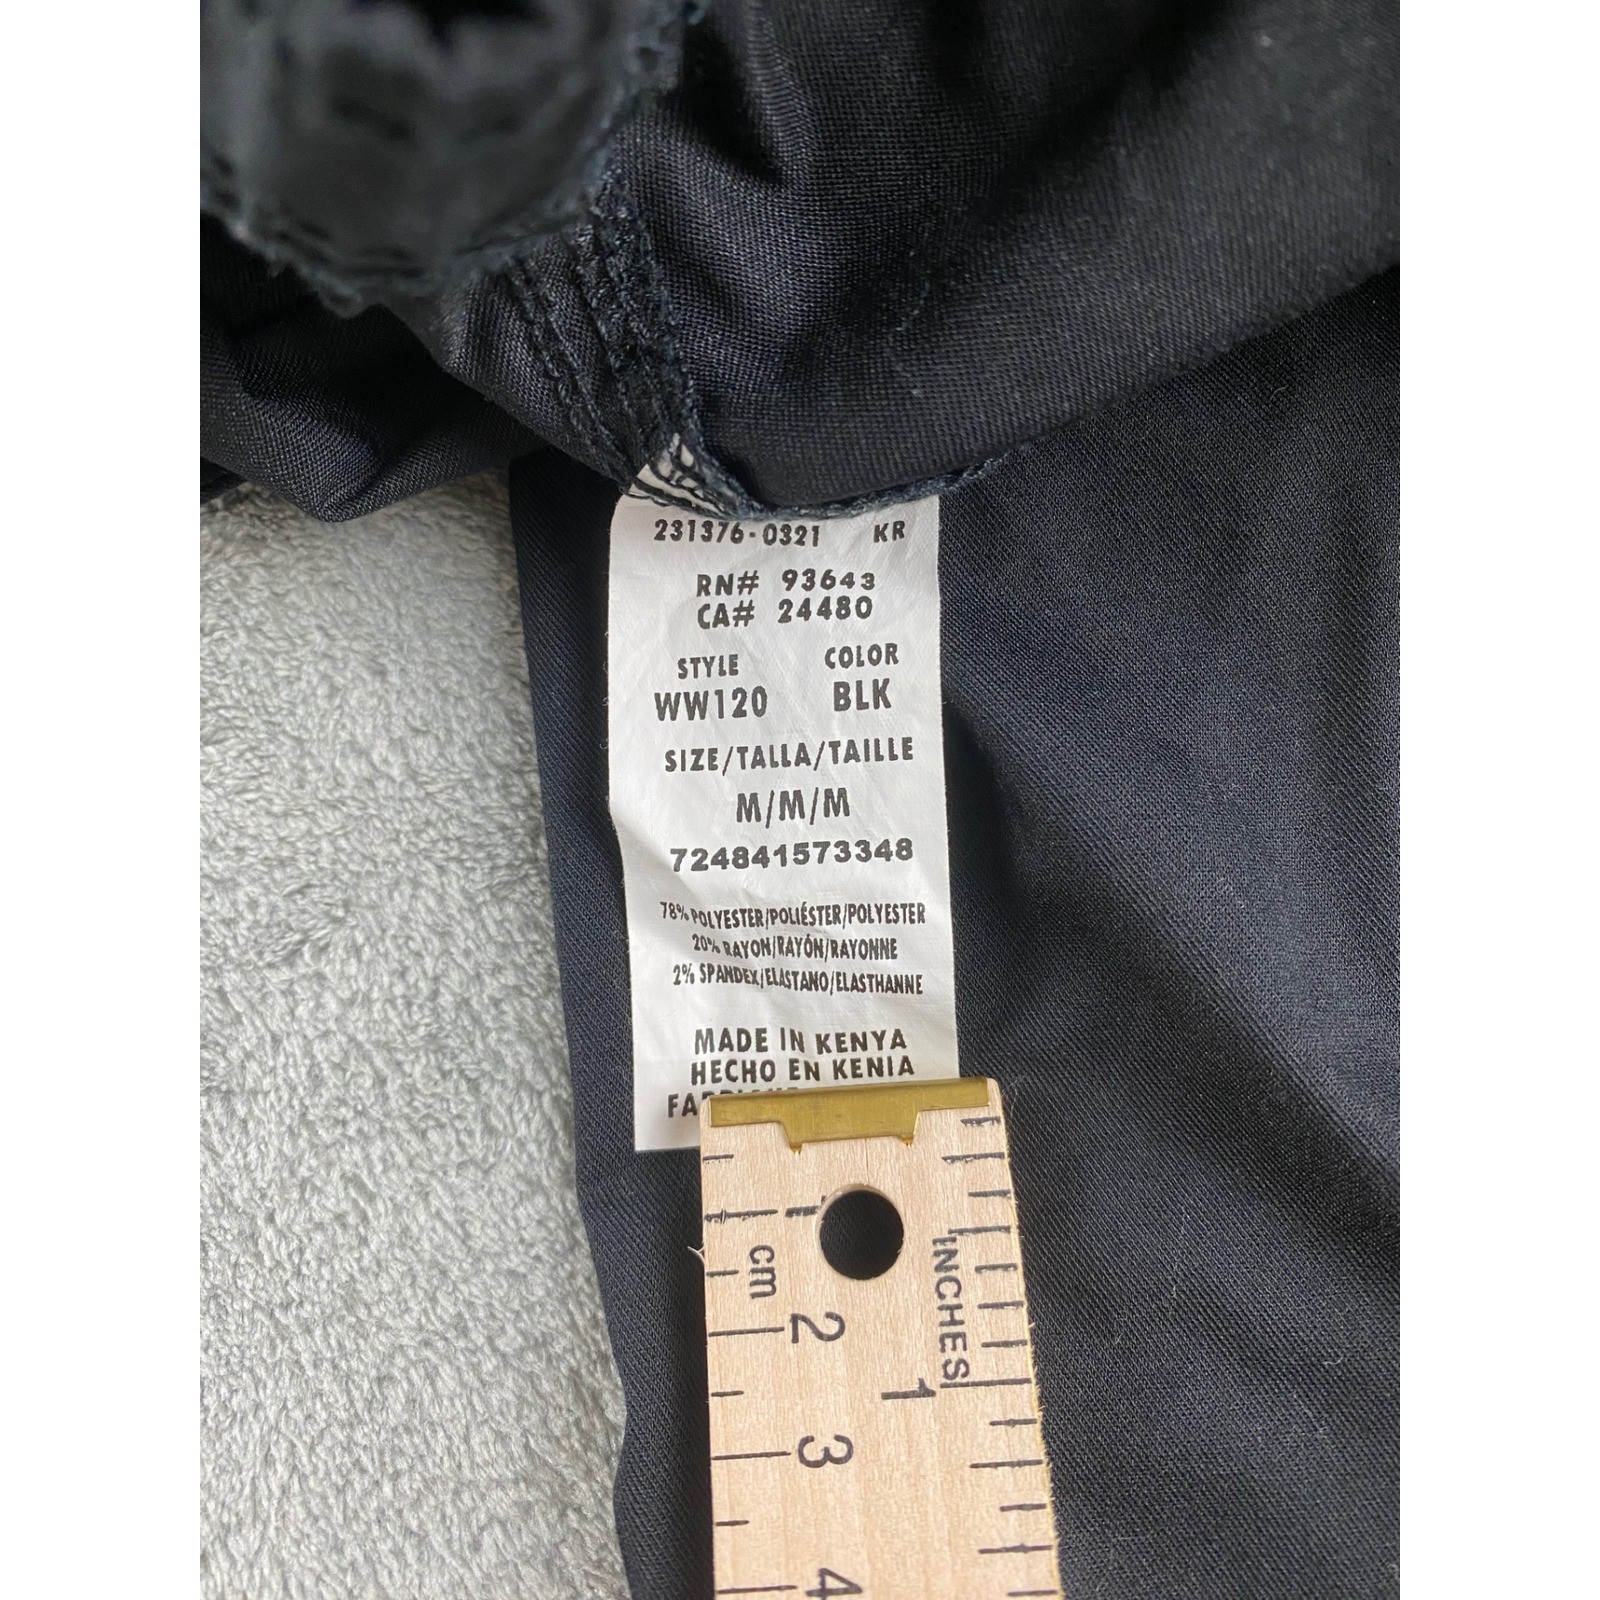 231376-0321 KR
RN# 93643
CA# 24480
STYLE COLOR
WW120 BLK
SIZE/TALLA/TAILLE
M/M/M
724841573348
78% POLYESTER/POLIÉSTER/POLYESTER
20% RAYON/RAYÓN/RAYONNE
2% SPANDEX/ELASTANO/ELASTHANNE
MADE IN KENYA
HECHO EN KENIA
1
cm
INCHES
2
1
3
4